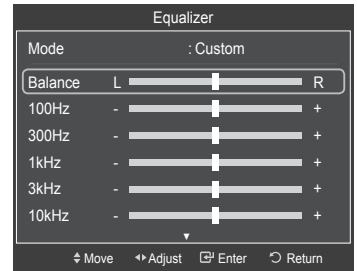 Equalizer
Mode : Custom
Balance L R
100Hz - +
300Hz - +
1kHz - +
3kHz - +
10kHz - +
Move Adjust Enter Return